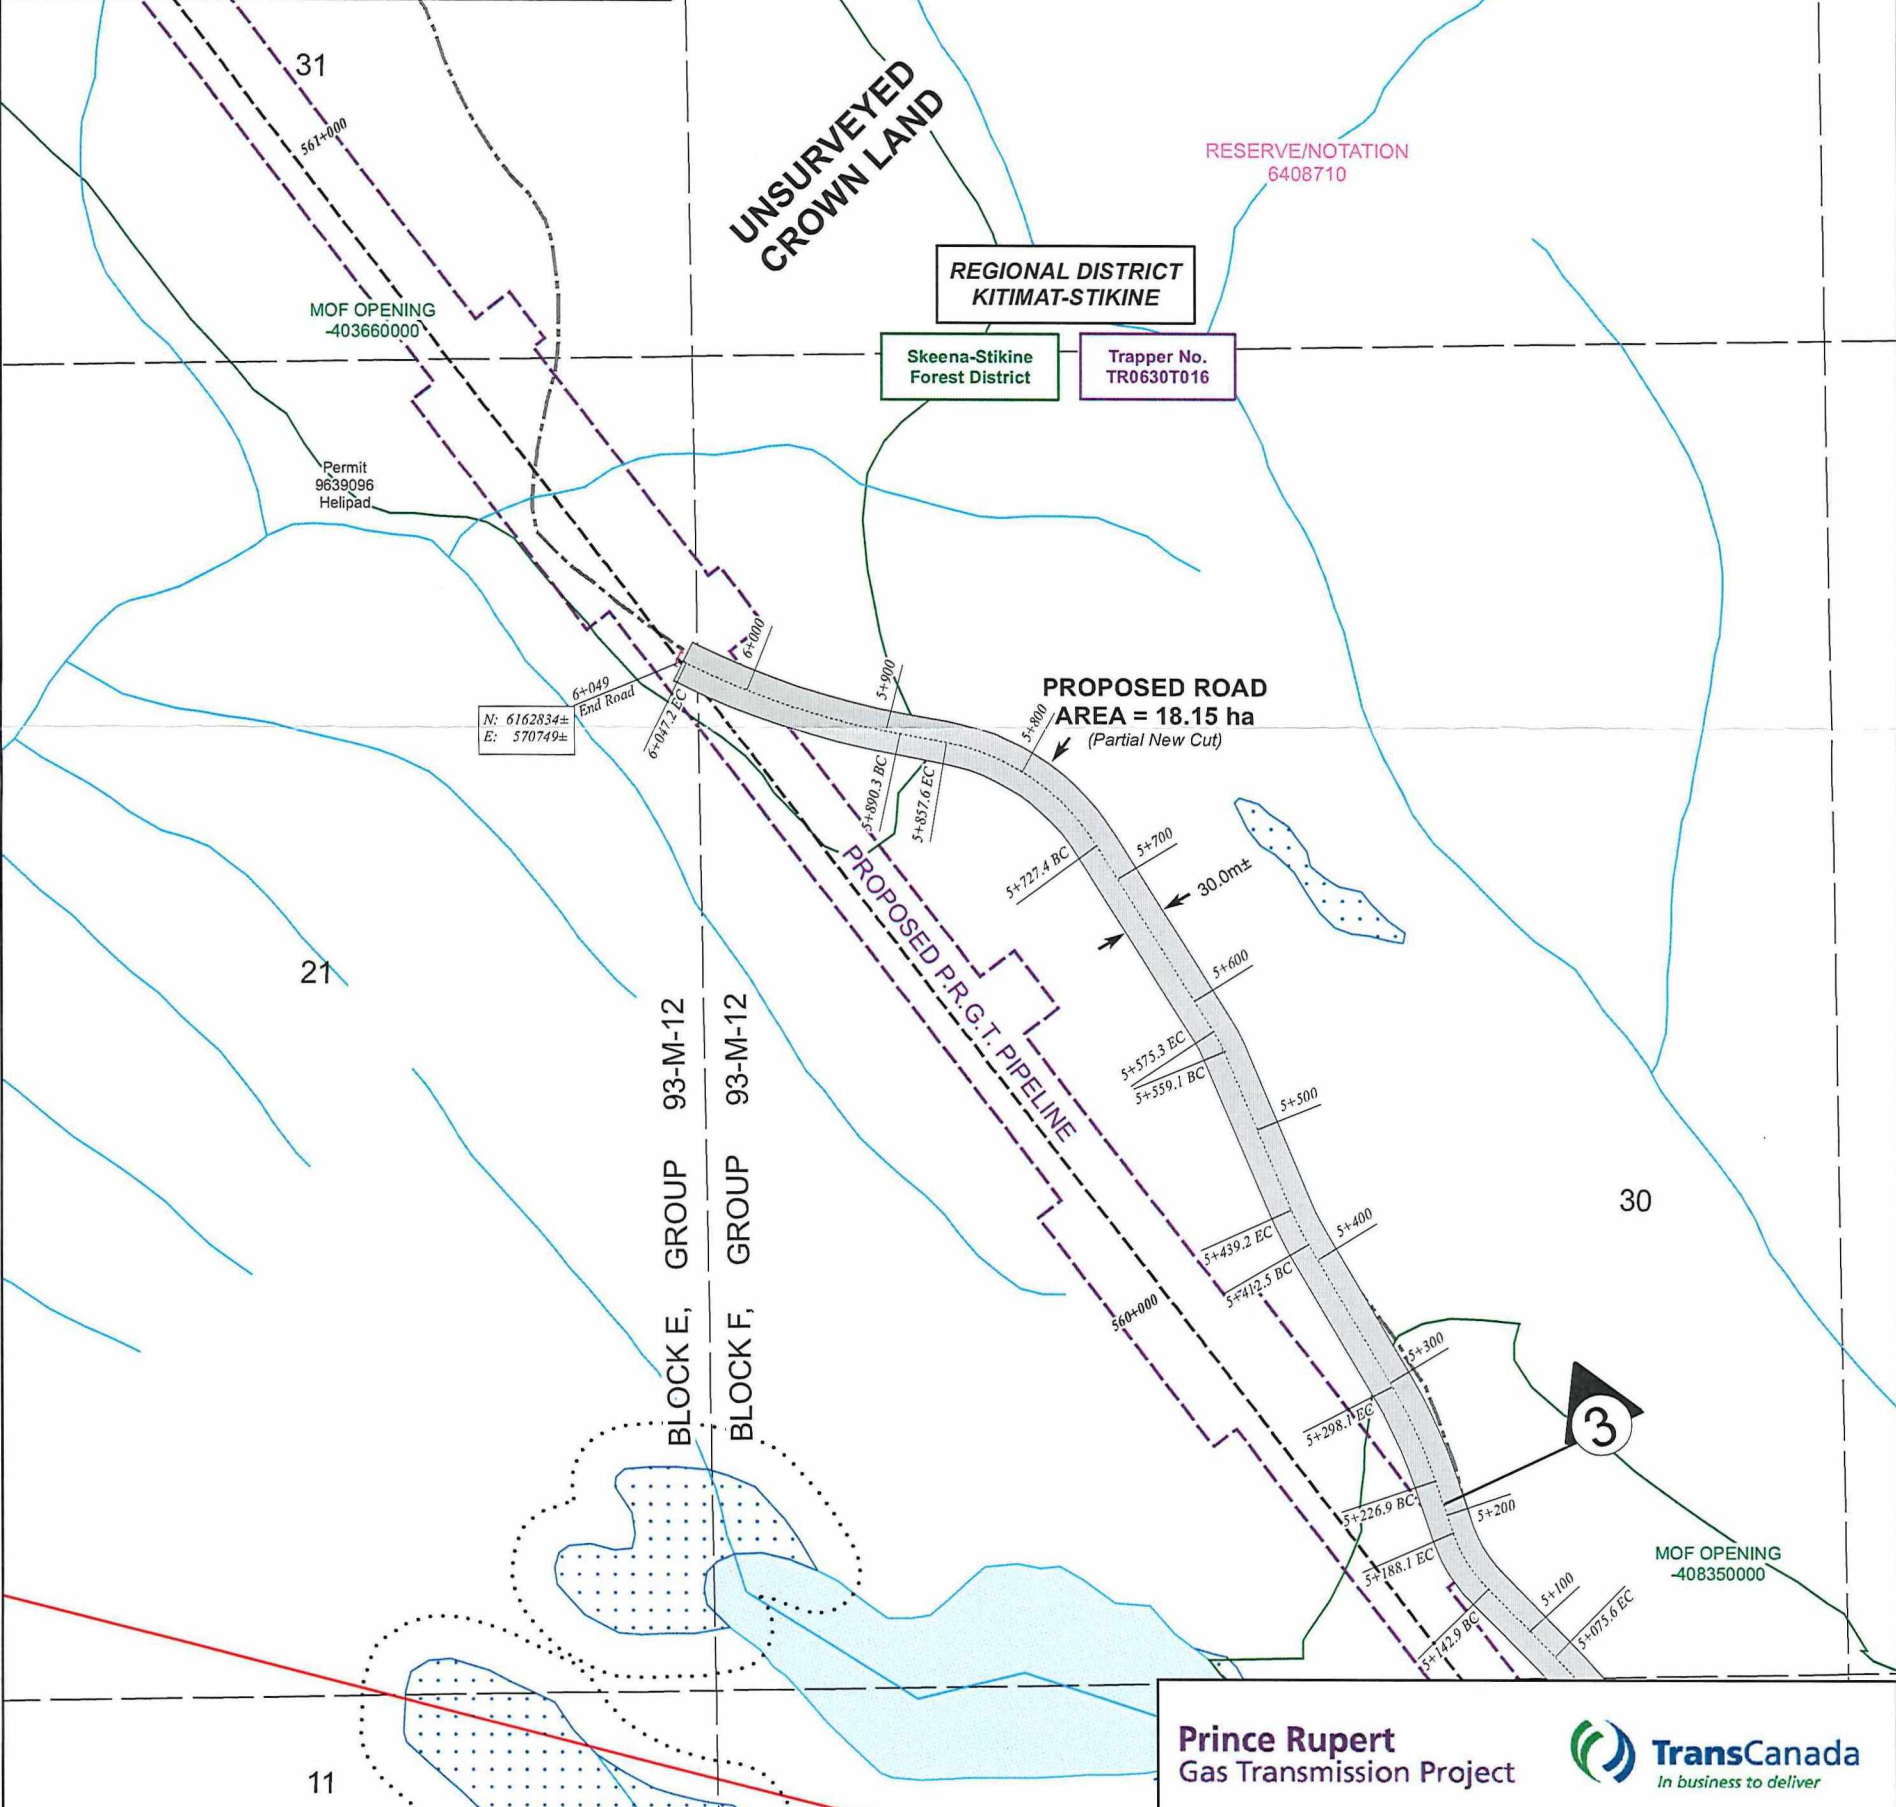 31
561+000
UNSURVEYED
CROWN LAND
RESERVE/NOTATION
6408710
REGIONAL DISTRICT
KITIMAT-STIKINE
MOF OPENING
-403660000
Skeena-Stikine
Forest District
Trapper No.
TR0630T016
Permit
9639096
Helipad
6+000
6+049
End Road
N: 6162834±
E: 570749±
6+047.2 EC
5+900
5+800
PROPOSED ROAD
AREA = 18.15 ha
(Partial New Cut)
5+890.3 BC
5+857.6 EC
5+727.4 BC
5+700
30.0m±
PROPOSED P.R.G.T. PIPELINE
21
5+600
5+575.3 EC
5+559.1 BC
5+500
BLOCK E, GROUP 93-M-12
BLOCK F, GROUP 93-M-12
30
5+439.2 EC
5+400
5+412.5 BC
560+000
5+300
5+298.1 EC
3
5+226.9 BC
5+200
5+188.1 EC
MOF OPENING
-408350000
5+100
5+142.9 BC
5+075.6 EC
11
Prince Rupert
Gas Transmission Project
TransCanada
In business to deliver